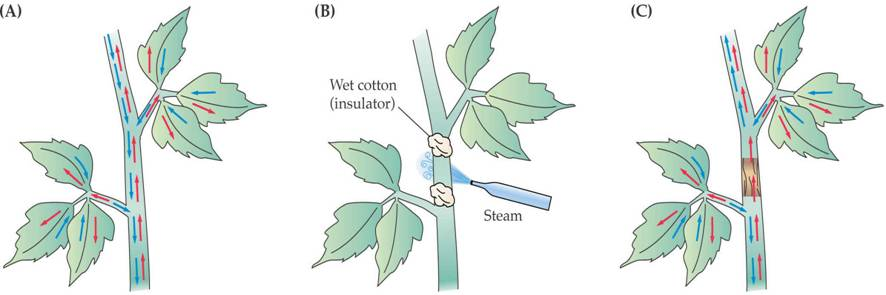 (A)
(B)
(C)
Wet cotton
(insulator)
Steam